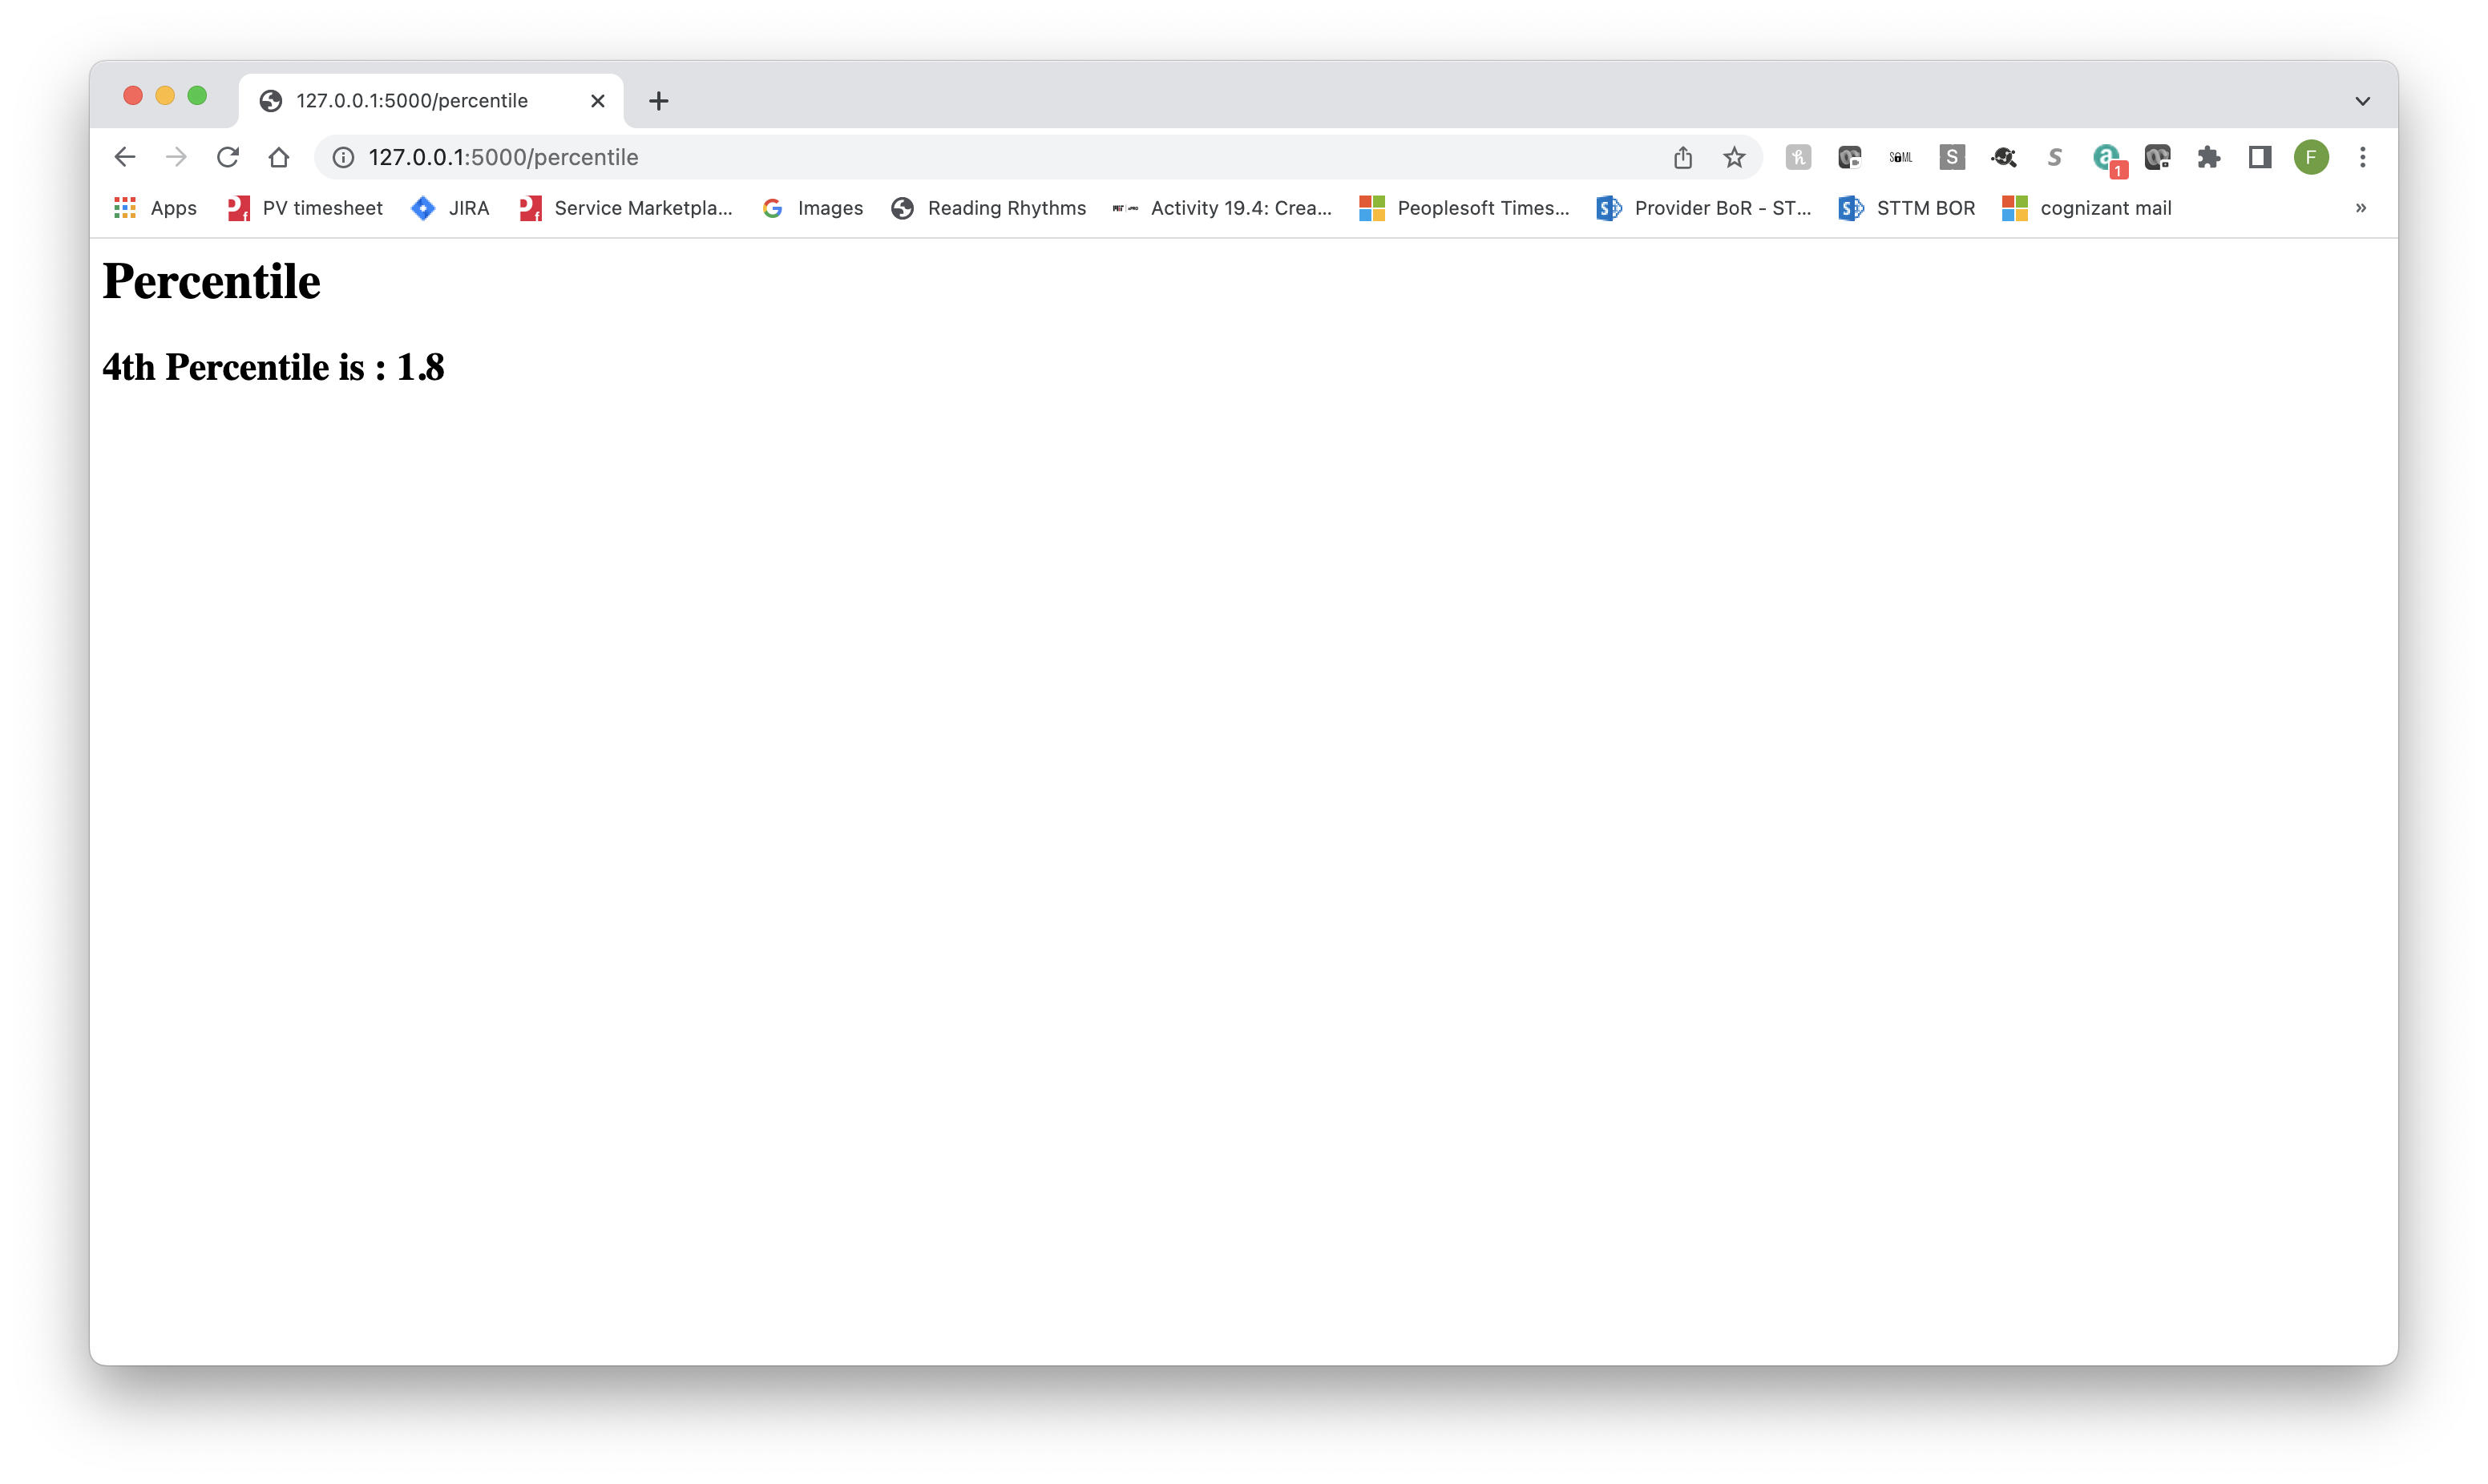 127.0.0.1:5000/percentile
127.0.0.1:5000/percentile
S ML S S a 1 F
Apps PV timesheet JIRA Service Marketpla... Images Reading Rhythms Activity 19.4: Crea... Peoplesoft Times... Provider BoR - ST... STTM BOR cognizant mail »
Percentile
4th Percentile is : 1.8